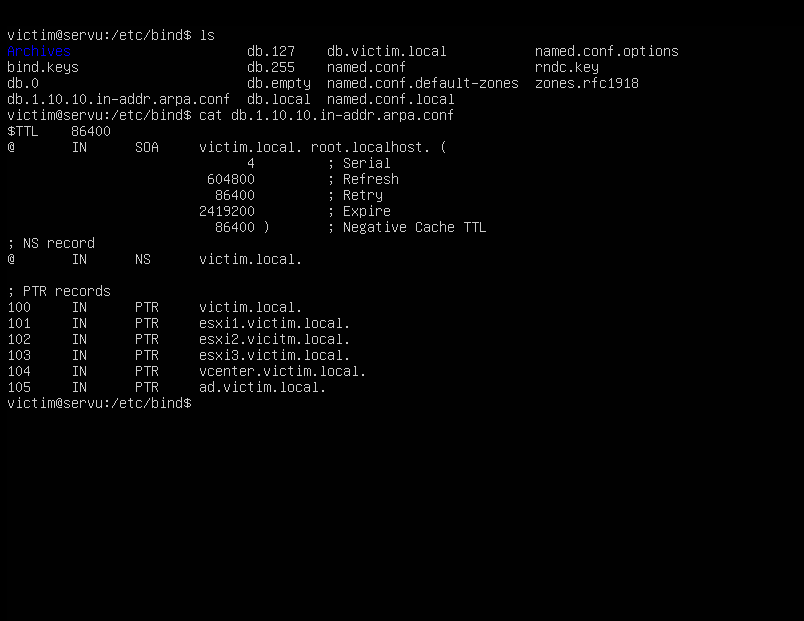 victim@servu:/etc/bind$ ls
Archives                      db.127    db.victim.local           named.conf.options
bind.keys                     db.255    named.conf                rndc.key
db.0                          db.empty  named.conf.default-zones  zones.rfc1918
db.1.10.10.in-addr.arpa.conf  db.local  named.conf.local
victim@servu:/etc/bind$ cat db.1.10.10.in-addr.arpa.conf
$TTL    86400
@       IN      SOA     victim.local. root.localhost. (
                              4         ; Serial
                         604800         ; Refresh
                          86400         ; Retry
                        2419200         ; Expire
                          86400 )       ; Negative Cache TTL
; NS record
@       IN      NS      victim.local.

; PTR records
100     IN      PTR     victim.local.
101     IN      PTR     esxi1.victim.local.
102     IN      PTR     esxi2.vicitm.local.
103     IN      PTR     esxi3.victim.local.
104     IN      PTR     vcenter.victim.local.
105     IN      PTR     ad.victim.local.
victim@servu:/etc/bind$